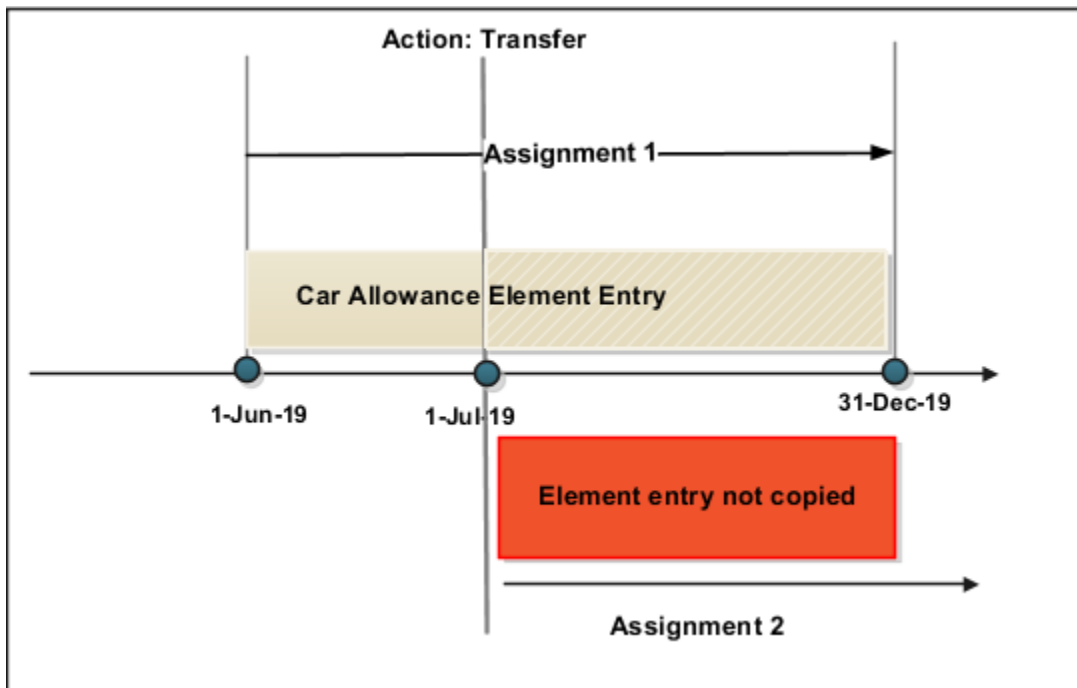 Action: Transfer
Assignment 1
Car Allowance Element Entry
1-Jun-19
1-Jul-19
31-Dec-19
Element entry not copied
Assignment 2